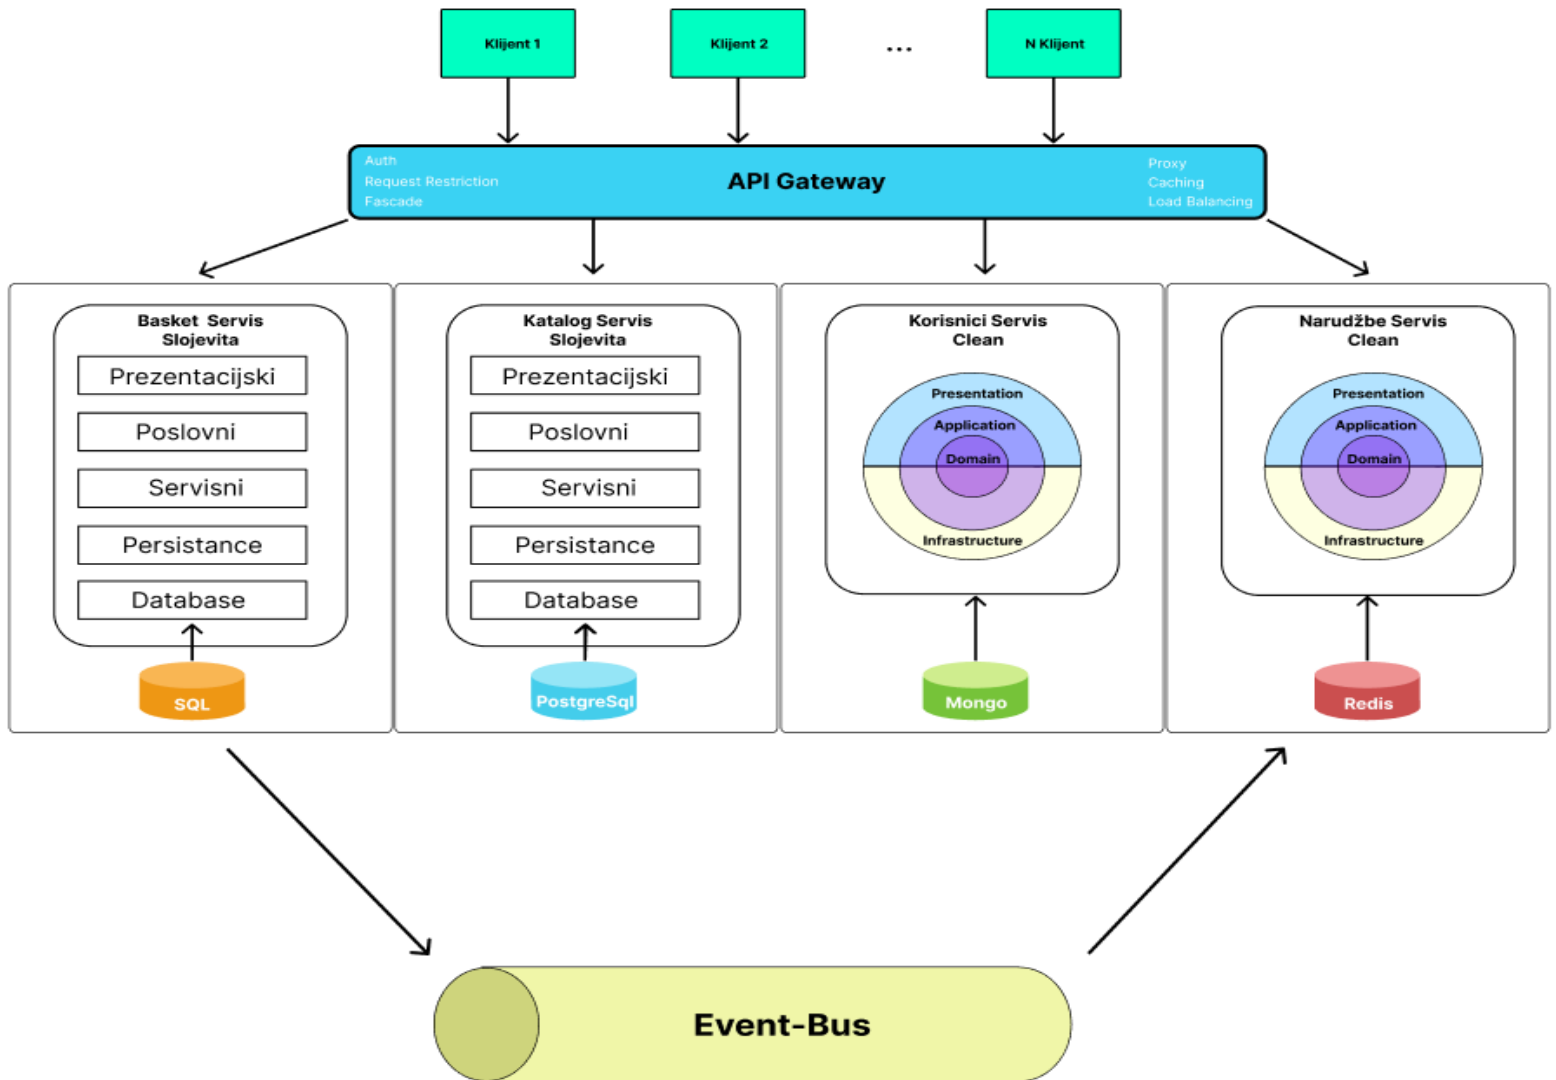 Klijent 1
Klijent 2
...
N Klijent
Auth
Request Restriction
Fascade
API Gateway
Proxy
Caching
Load Balancing
Basket Servis
Slojevita
Prezentacijski
Poslovni
Servisni
Persistance
Database
SQL
Katalog Servis
Slojevita
Prezentacijski
Poslovni
Servisni
Persistance
Database
PostgreSql
Korisnici Servis
Clean
Presentation
Application
Domain
Infrastructure
Mongo
Narudžbe Servis
Clean
Presentation
Application
Domain
Infrastructure
Redis
Event-Bus